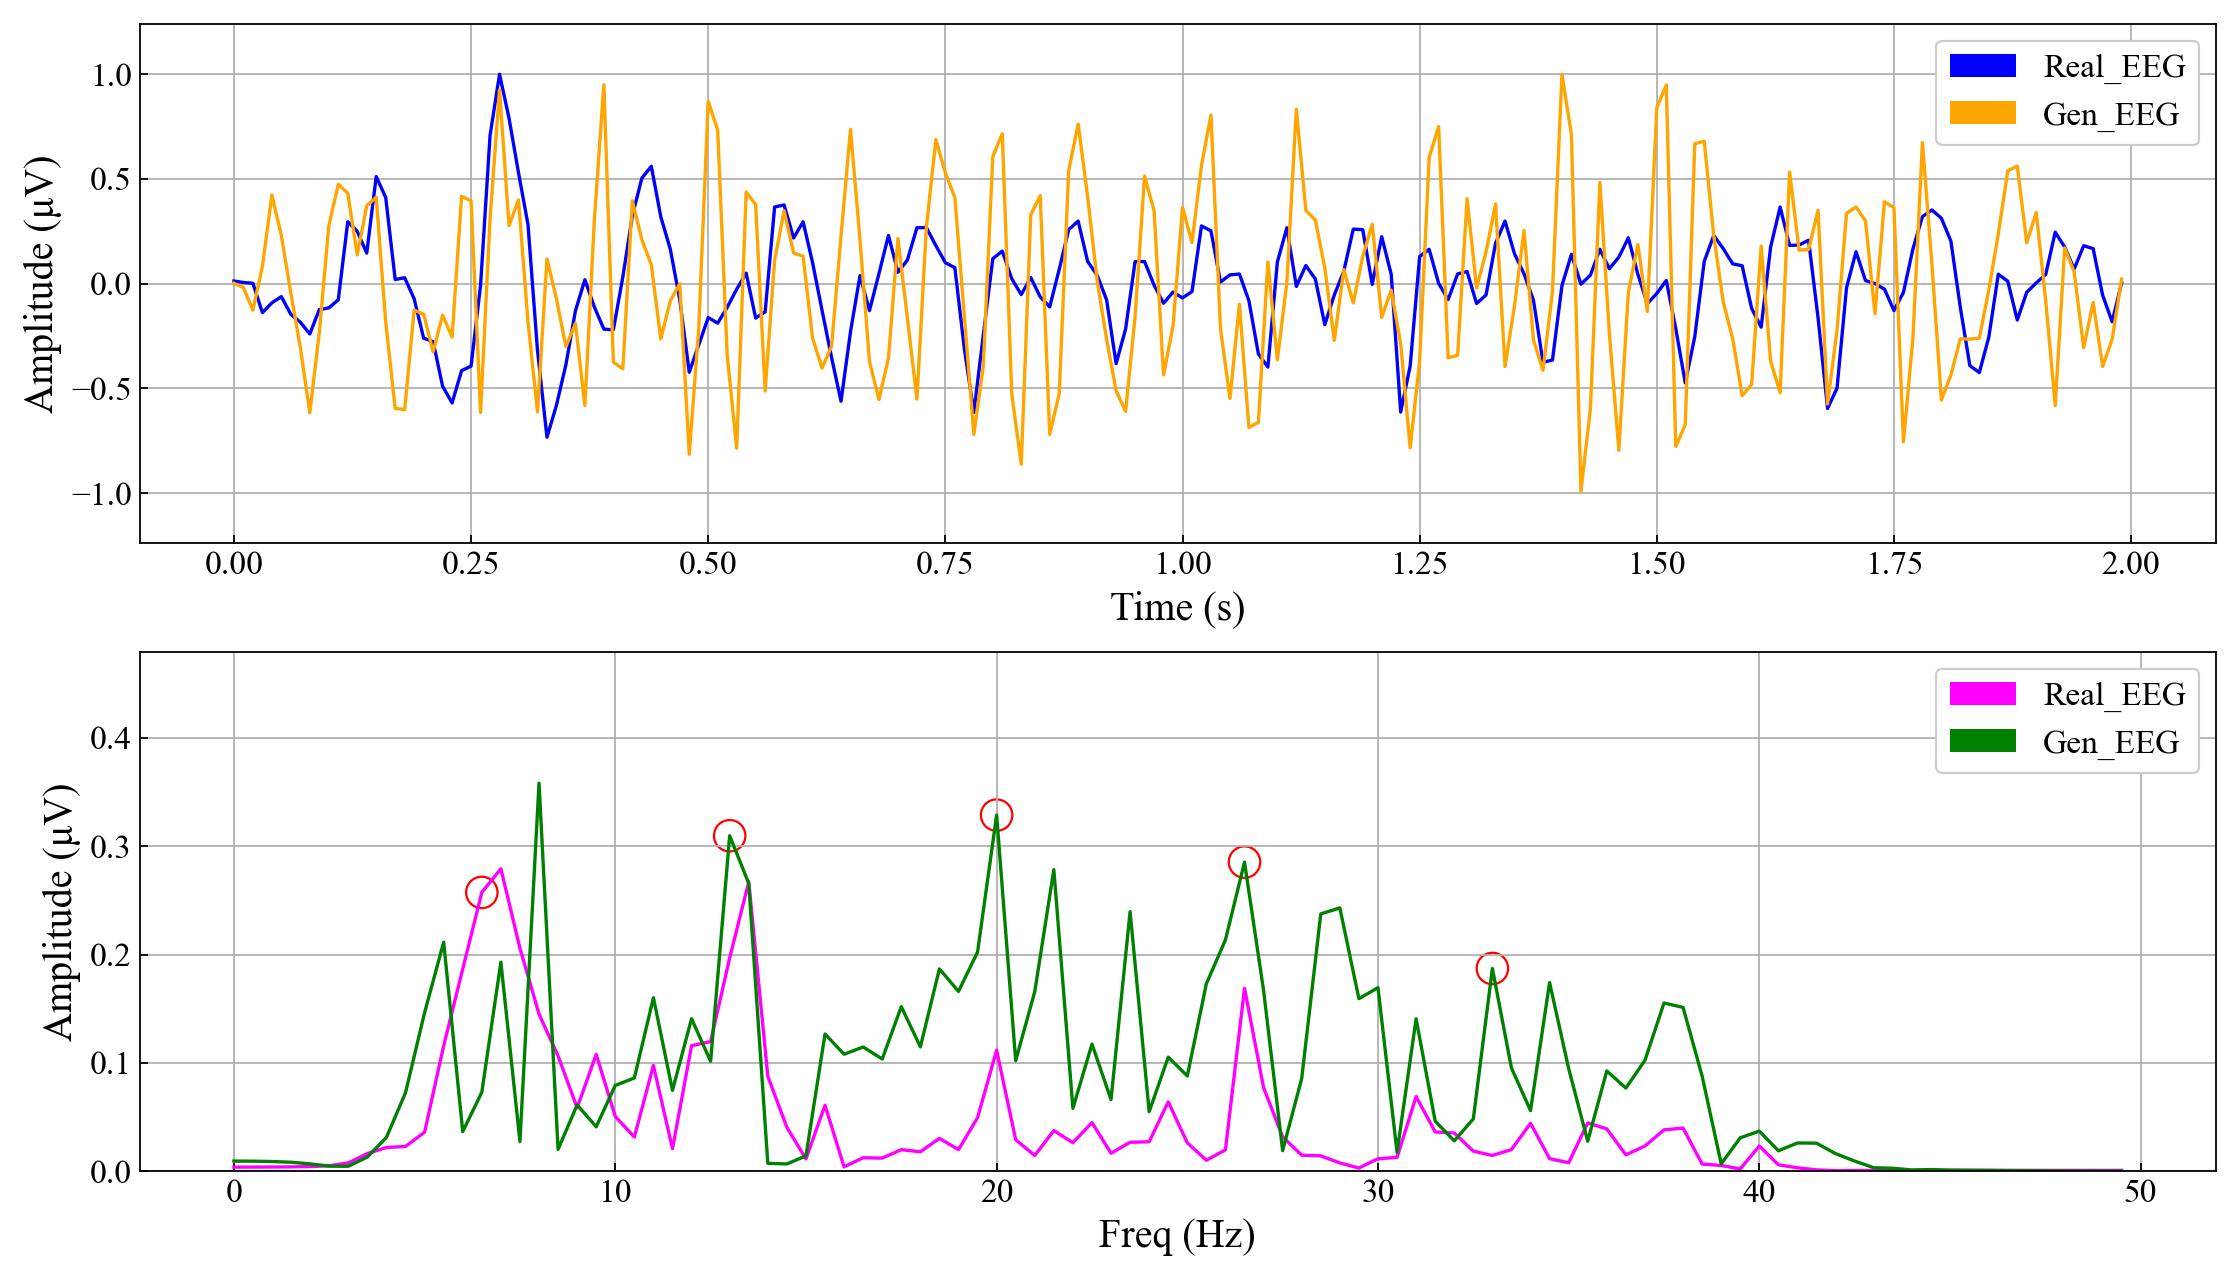 Amplitude (μV)
1.0
0.5
0.0
−0.5
−1.0
Real_EEG
Gen_EEG
0.00 0.25 0.50 0.75 1.00 1.25 1.50 1.75 2.00
Time (s)
Amplitude (μV)
0.4
0.3
0.2
0.1
0.0
Real_EEG
Gen_EEG
0 10 20 30 40 50
Freq (Hz)